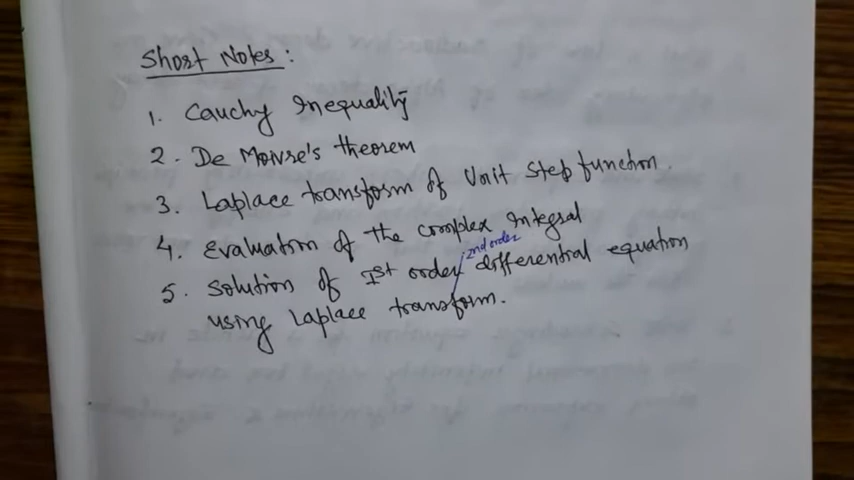 Short Notes :
1. Cauchy Inequality
2. De Moivre's theorem
3. Laplace transform of Unit Step function.
4. Evaluation of the complex Integral
5. Solution of Ist order / 2nd order differential equation
using Laplace transform.